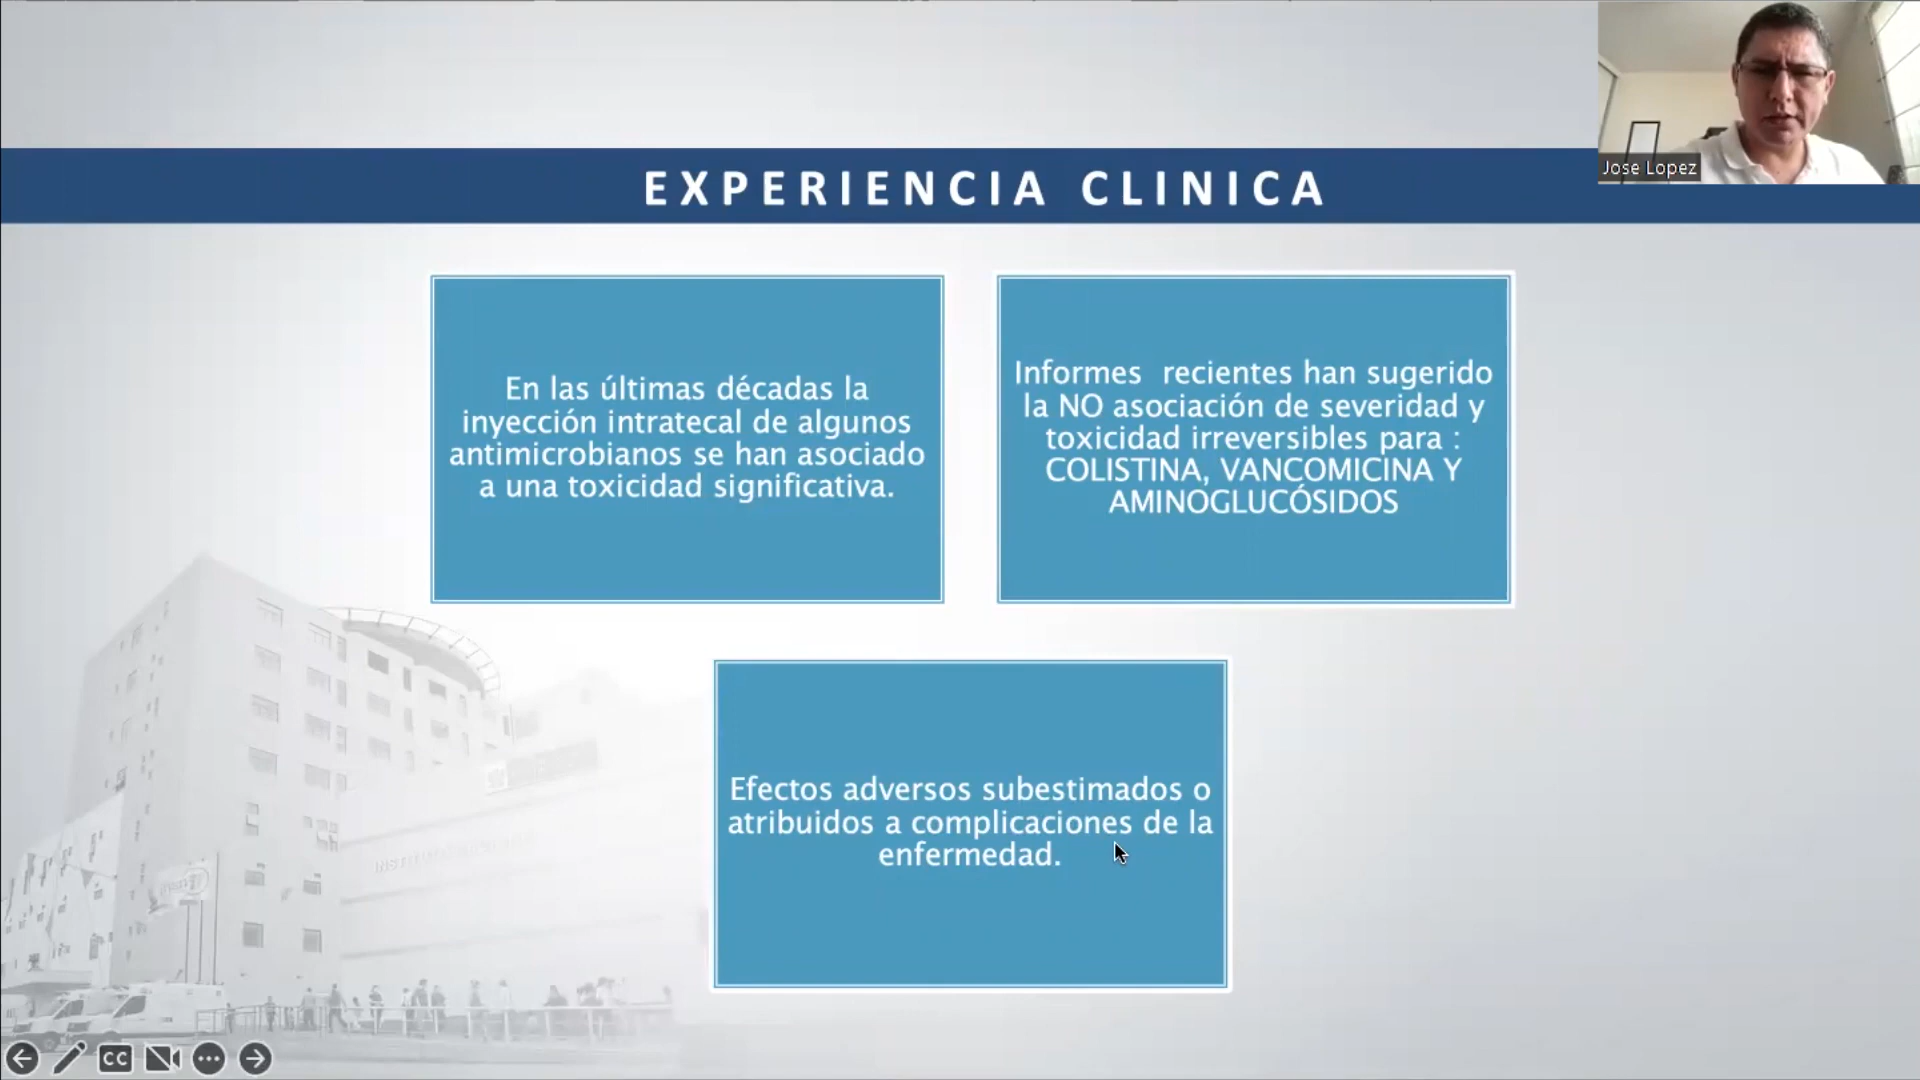 Jose Lopez
EXPERIENCIA CLINICA
En las últimas décadas la
inyección intratecal de algunos
antimicrobianos se han asociado
a una toxicidad significativa.
Informes  recientes han sugerido
la NO asociación de severidad y
toxicidad irreversibles para :
COLISTINA, VANCOMICINA Y
AMINOGLUCÓSIDOS
Efectos adversos subestimados o
atribuidos a complicaciones de la
enfermedad.
CC